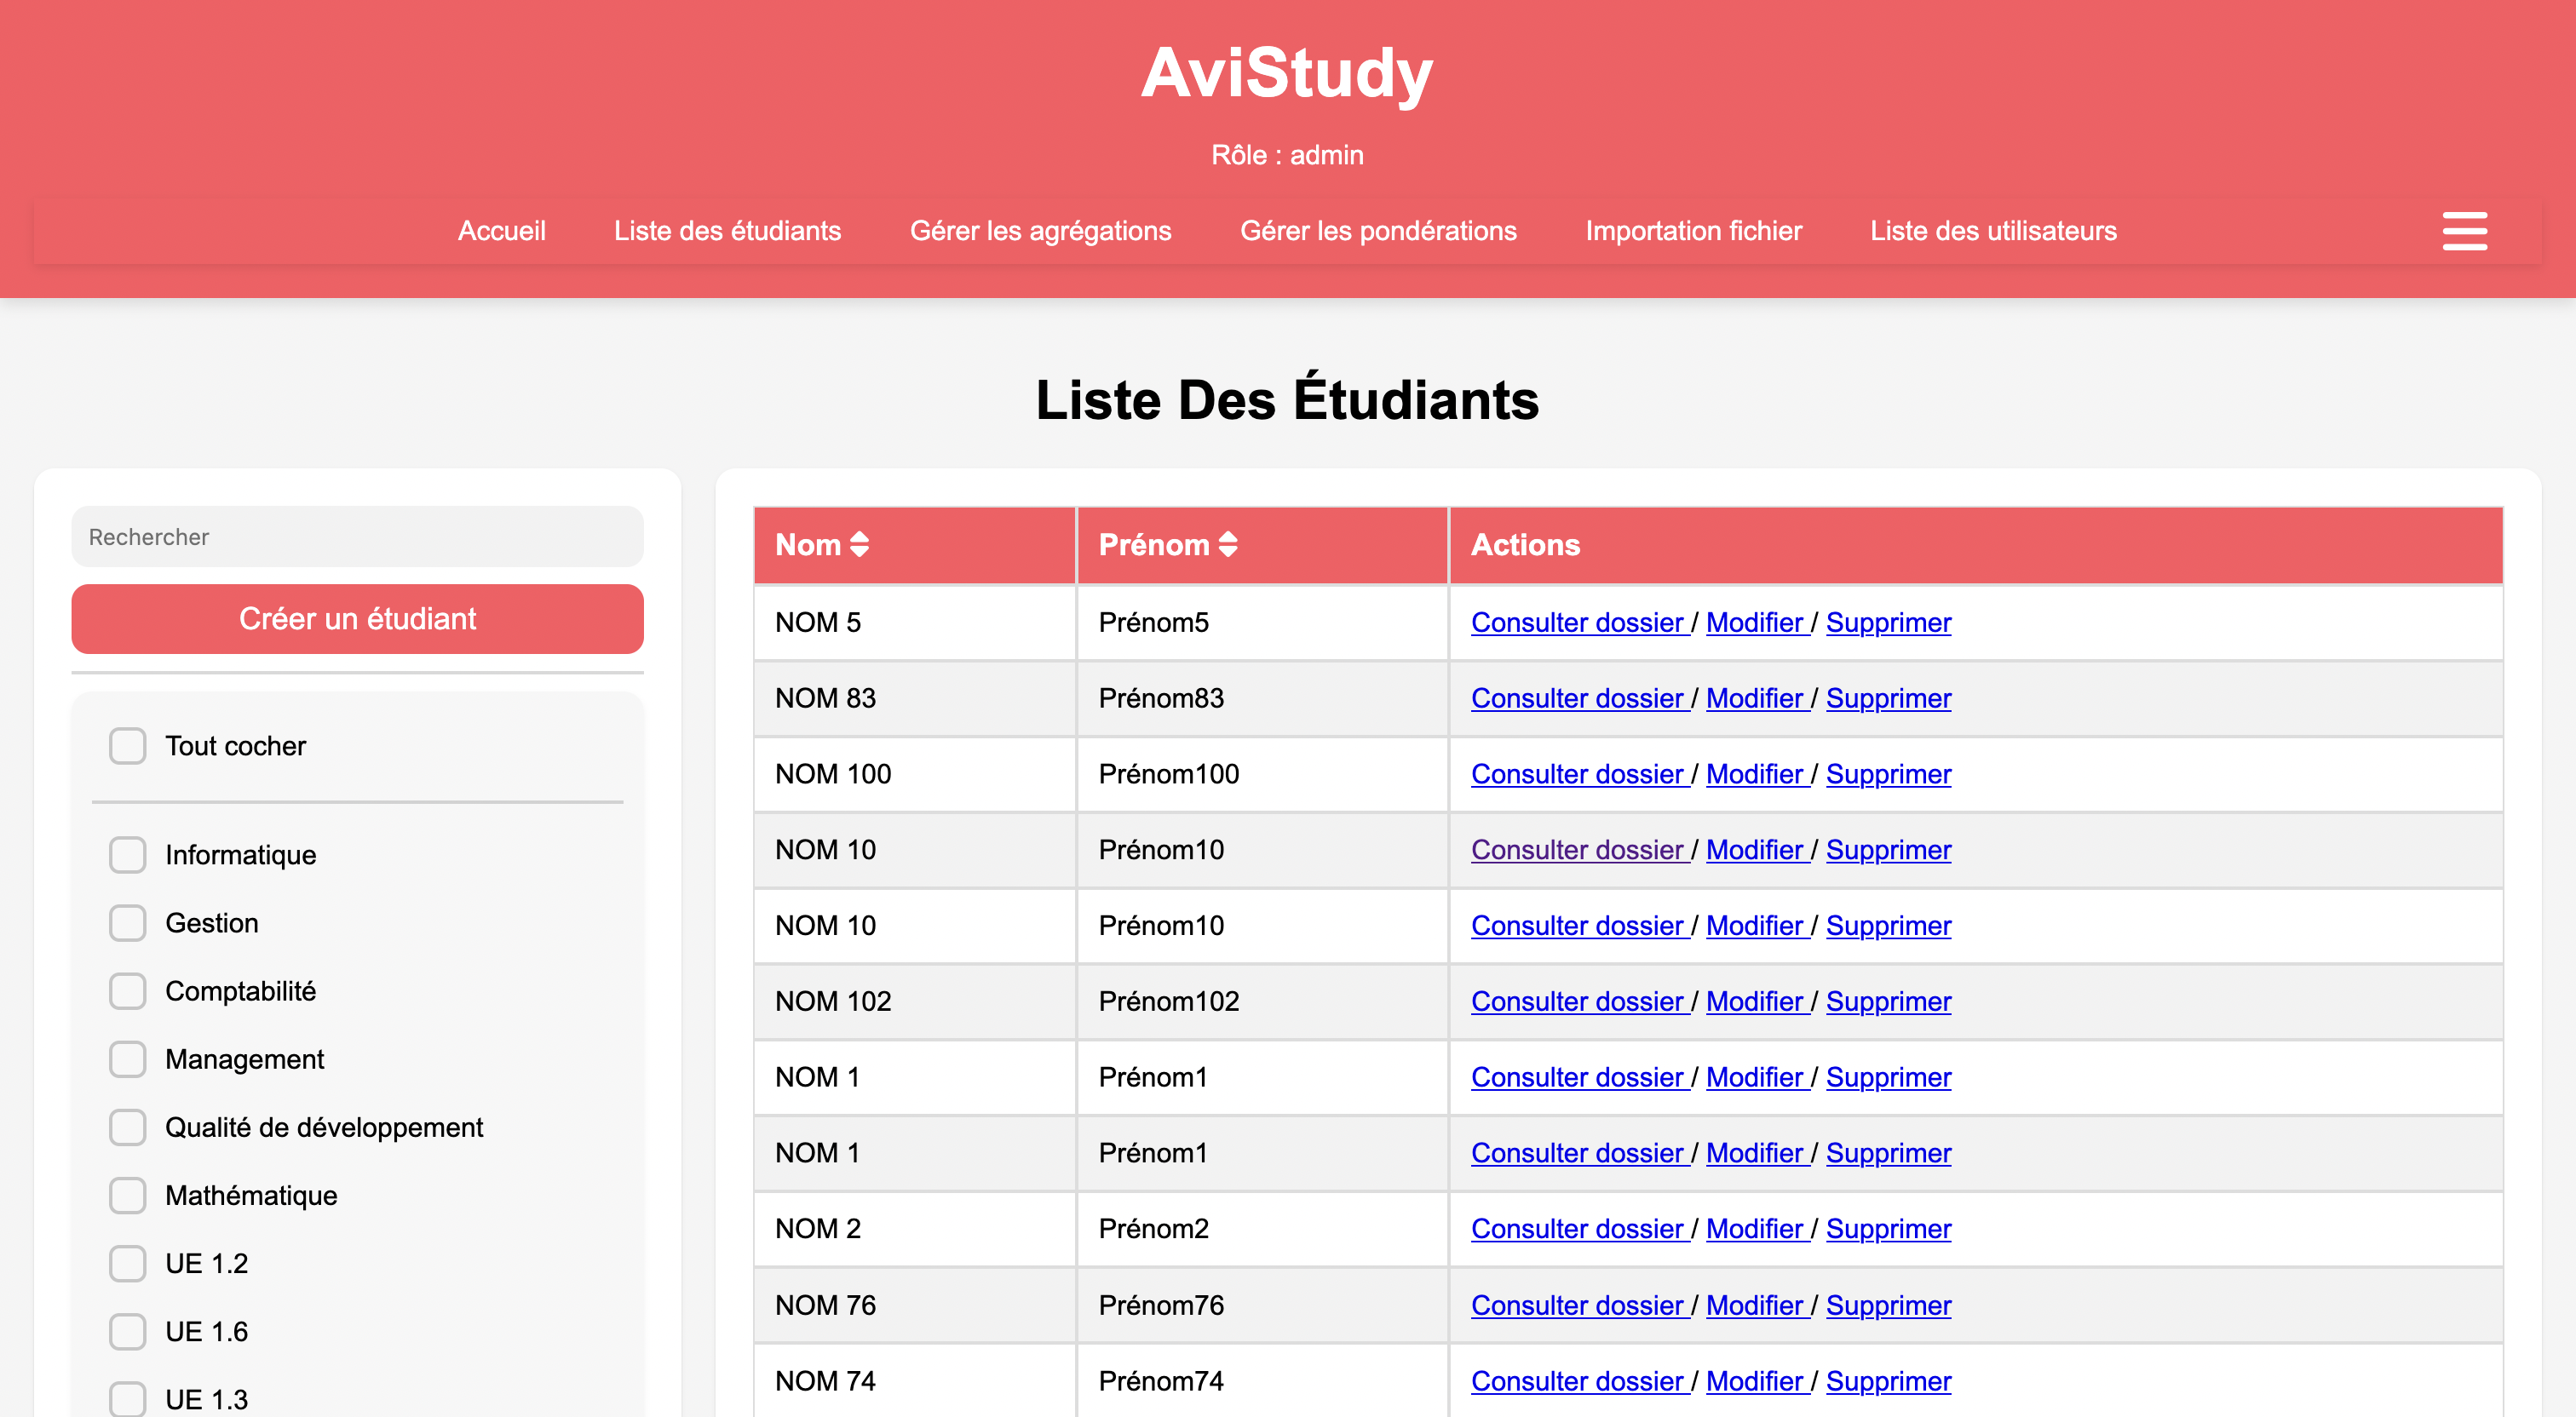 AviStudy
Rôle : admin
Accueil Liste des étudiants Gérer les agrégations Gérer les pondérations Importation fichier Liste des utilisateurs
Liste Des Étudiants
Rechercher
Créer un étudiant
Tout cocher
Informatique
Gestion
Comptabilité
Management
Qualité de développement
Mathématique
UE 1.2
UE 1.6
UE 1.3
Nom Prénom Actions
NOM 5 Prénom5 Consulter dossier / Modifier / Supprimer
NOM 83 Prénom83 Consulter dossier / Modifier / Supprimer
NOM 100 Prénom100 Consulter dossier / Modifier / Supprimer
NOM 10 Prénom10 Consulter dossier / Modifier / Supprimer
NOM 10 Prénom10 Consulter dossier / Modifier / Supprimer
NOM 102 Prénom102 Consulter dossier / Modifier / Supprimer
NOM 1 Prénom1 Consulter dossier / Modifier / Supprimer
NOM 1 Prénom1 Consulter dossier / Modifier / Supprimer
NOM 2 Prénom2 Consulter dossier / Modifier / Supprimer
NOM 76 Prénom76 Consulter dossier / Modifier / Supprimer
NOM 74 Prénom74 Consulter dossier / Modifier / Supprimer